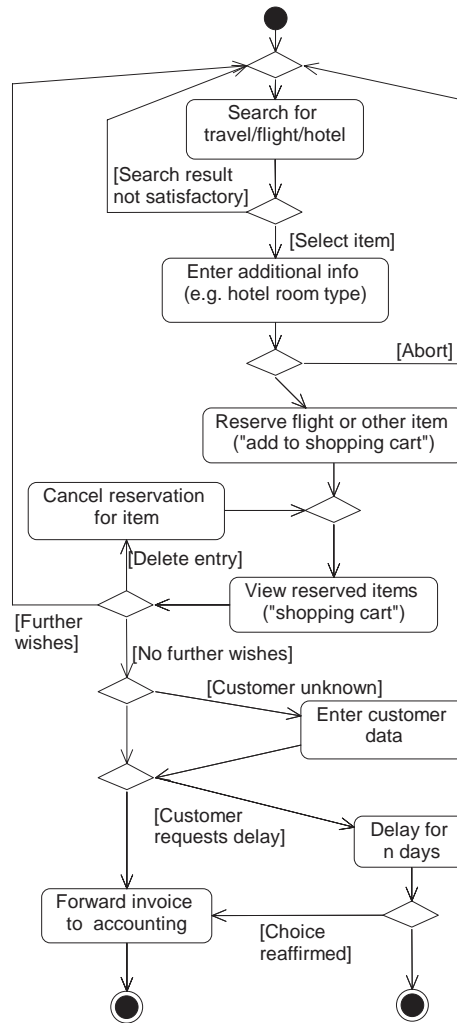 Search for
travel/flight/hotel
[Search result
not satisfactory]
[Select item]
Enter additional info
(e.g. hotel room type)
[Abort]
Reserve flight or other item
("add to shopping cart")
Cancel reservation
for item
[Delete entry]
View reserved items
("shopping cart")
[Further
wishes]
[No further wishes]
[Customer unknown]
Enter customer
data
[Customer
requests delay]
Delay for
n days
Forward invoice
to accounting
[Choice
reaffirmed]